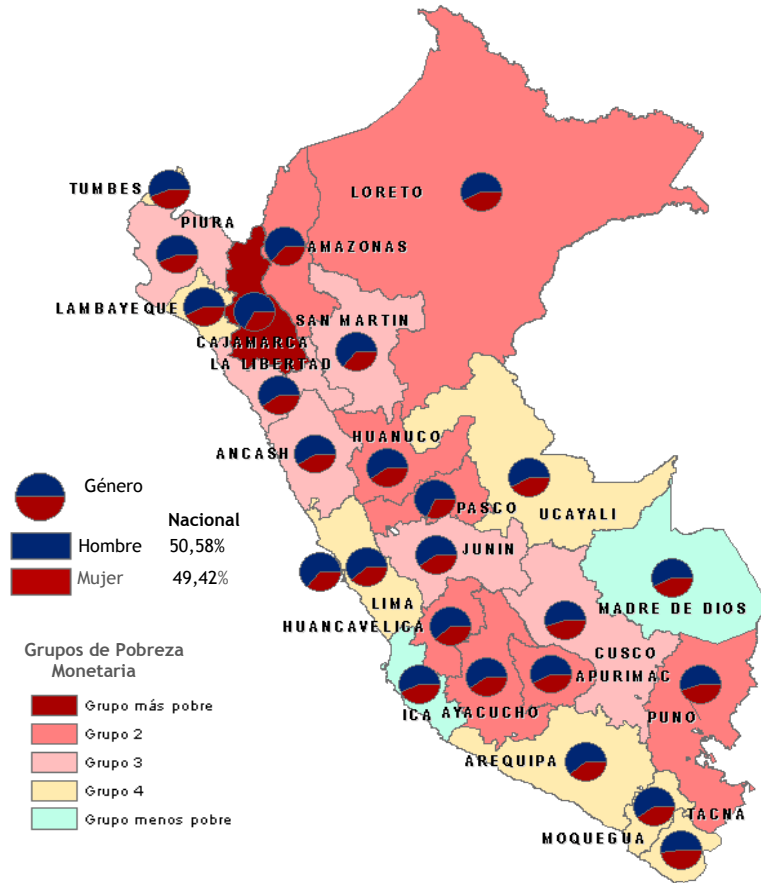 TUMBES
LORETO
PIURA
AMAZONAS
LAMBAYEQUE
SAN MARTIN
CAJAMARCA
LA LIBERTAD
HUANUCO
ANCASH
PASCO
UCAYALI
JUNIN
LIMA
MADRE DE DIOS
HUANCAVELICA
CUSCO
APURIMAC
ICA
AYACUCHO
PUNO
AREQUIPA
TACNA
MOQUEGUA
Género
Nacional
Hombre 50,58%
Mujer 49,42%
Grupos de Pobreza
Monetaria
Grupo más pobre
Grupo 2
Grupo 3
Grupo 4
Grupo menos pobre